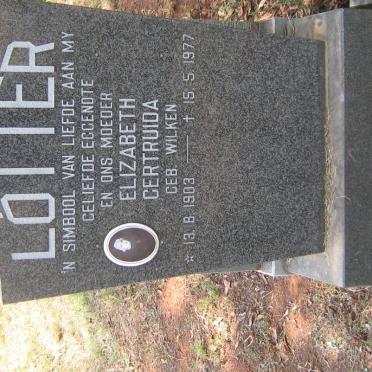 LÖTTER
'N SIMBOOL VAN LIEFDE AAN MY
GELIEFDE EGGENOTE
EN ONS MOEDER
ELIZABETH
GERTRUIDA
GEB. WILKEN
☆ 13.8.1903 — † 15.5.1977